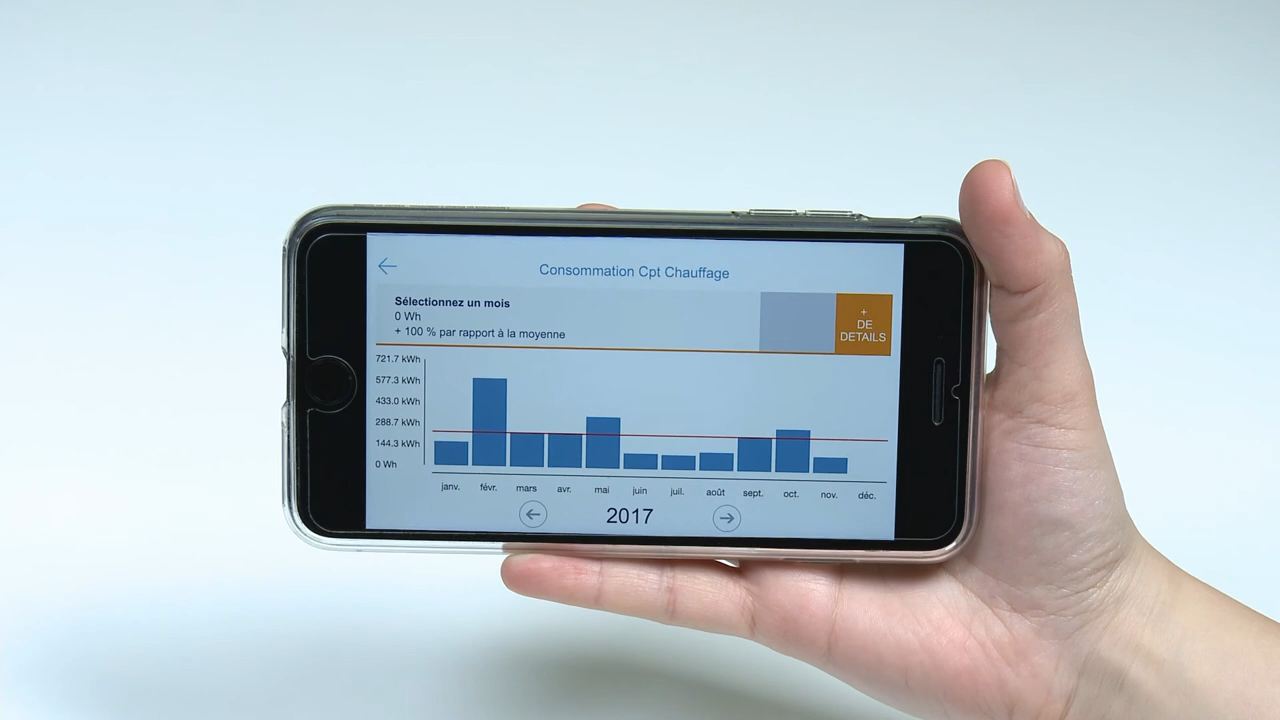 Consommation Cpt Chauffage
Sélectionnez un mois
0 Wh
+ 100 % par rapport à la moyenne
+
DE
DETAILS
721.7 kWh
577.3 kWh
433.0 kWh
288.7 kWh
144.3 kWh
0 Wh
janv. févr. mars avr. mai juin juil. août sept. oct. nov. déc.
2017